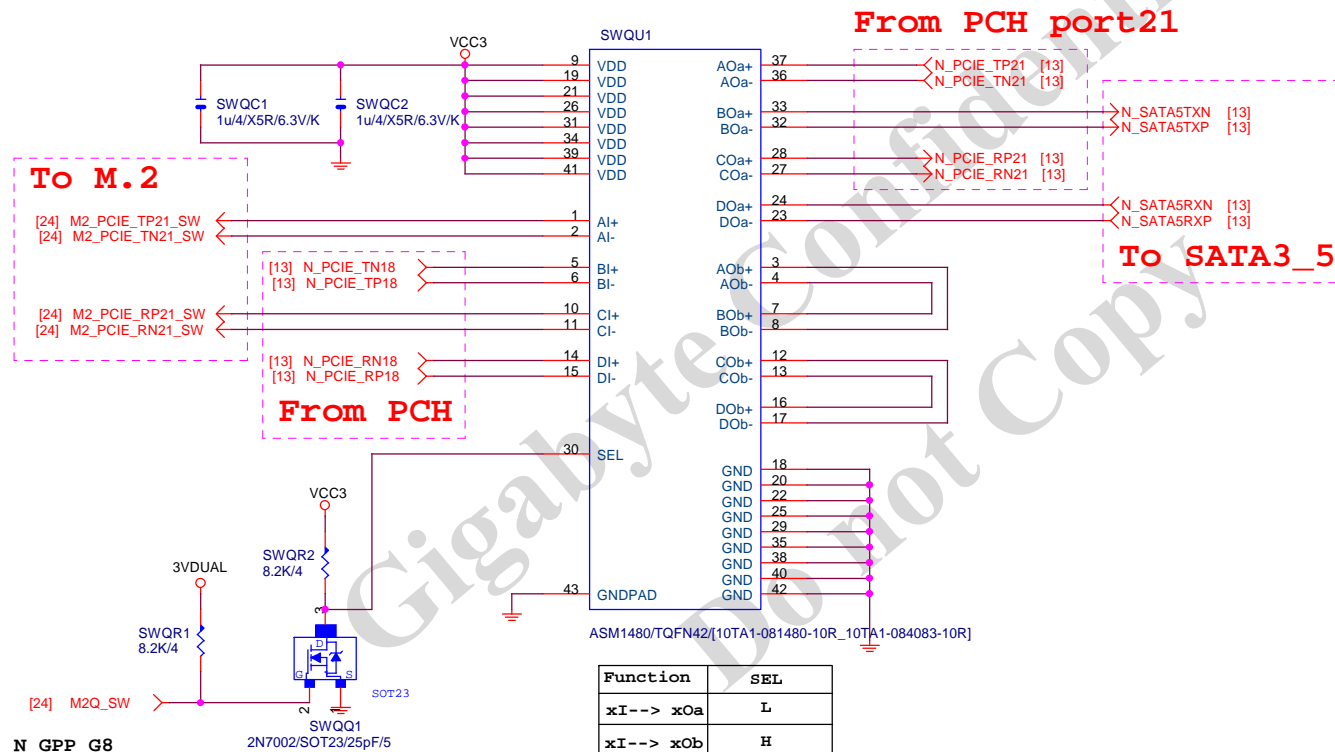 From PCH port21
SWQU1
VCC3
9 VDD
19 VDD
21 VDD
26 VDD
31 VDD
34 VDD
39 VDD
41 VDD
SWQC1
1u/4/X5R/6.3V/K
SWQC2
1u/4/X5R/6.3V/K
AOa+ 37 N_PCIE_TP21 [13]
AOa- 36 N_PCIE_TN21 [13]
BOa+ 33 N_SATA5TXN [13]
BOa- 32 N_SATA5TXP [13]
COa+ 28 N_PCIE_RP21 [13]
COa- 27 N_PCIE_RN21 [13]
DOa+ 24 N_SATA5RXN [13]
DOa- 23 N_SATA5RXP [13]
To SATA3_5
To M.2
[24] M2_PCIE_TP21_SW 1 AI+
[24] M2_PCIE_TN21_SW 2 AI-
[13] N_PCIE_TN18 5 BI+
[13] N_PCIE_TP18 6 BI-
[24] M2_PCIE_RP21_SW 10 CI+
[24] M2_PCIE_RN21_SW 11 CI-
[13] N_PCIE_RN18 14 DI+
[13] N_PCIE_RP18 15 DI-
From PCH
AOb+ 3
AOb- 4
BOb+ 7
BOb- 8
COb+ 12
COb- 13
DOb+ 16
DOb- 17
30 SEL
GND 18
GND 20
GND 22
GND 25
GND 29
GND 35
GND 38
GND 40
GND 42
43 GNDPAD
ASM1480/TQFN42/[10TA1-081480-10R_10TA1-084083-10R]
VCC3
SWQR2
8.2K/4
3VDUAL
SWQR1
8.2K/4
3
D
G
S
SOT23
2
1
[24] M2Q_SW
SWQQ1
2N7002/SOT23/25pF/5
N GPP G8
Function SEL
xI--> xOa L
xI--> xOb H
Gigabyte Confident
Do not Copy